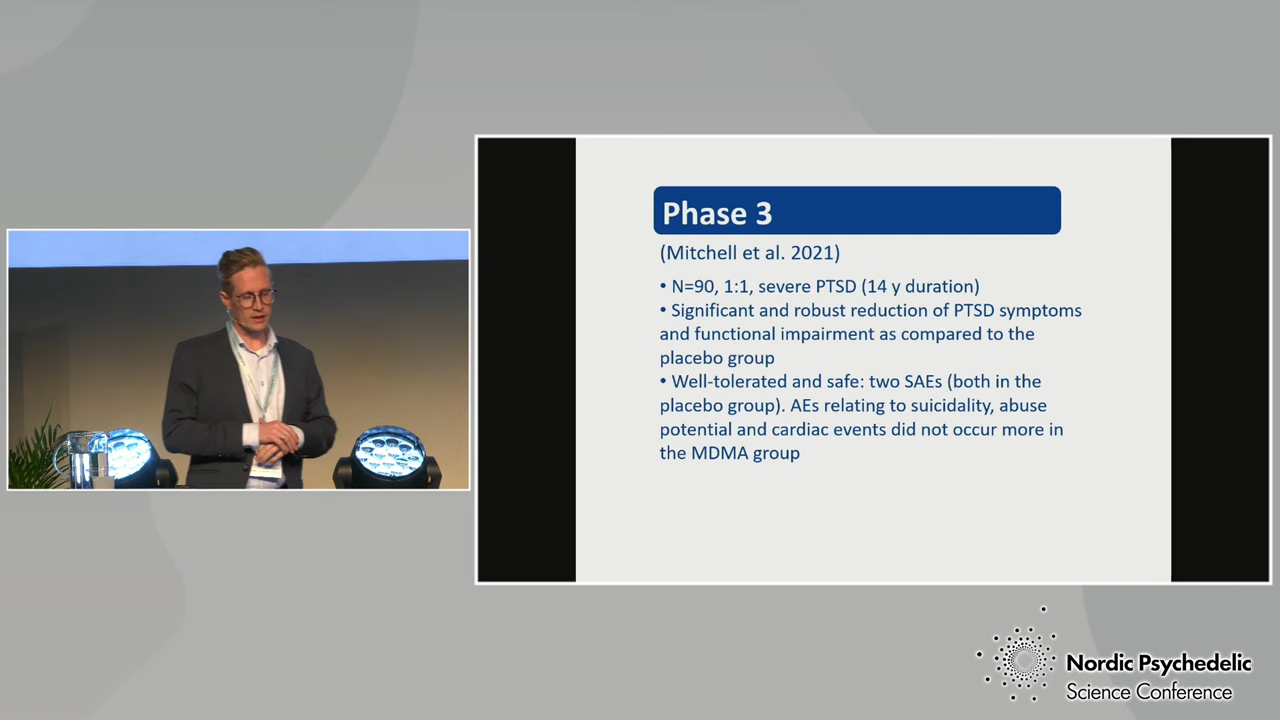 Phase 3
(Mitchell et al. 2021)
• N=90, 1:1, severe PTSD (14 y duration)
• Significant and robust reduction of PTSD symptoms
and functional impairment as compared to the
placebo group
• Well-tolerated and safe: two SAEs (both in the
placebo group). AEs relating to suicidality, abuse
potential and cardiac events did not occur more in
the MDMA group
Nordic Psychedelic
Science Conference